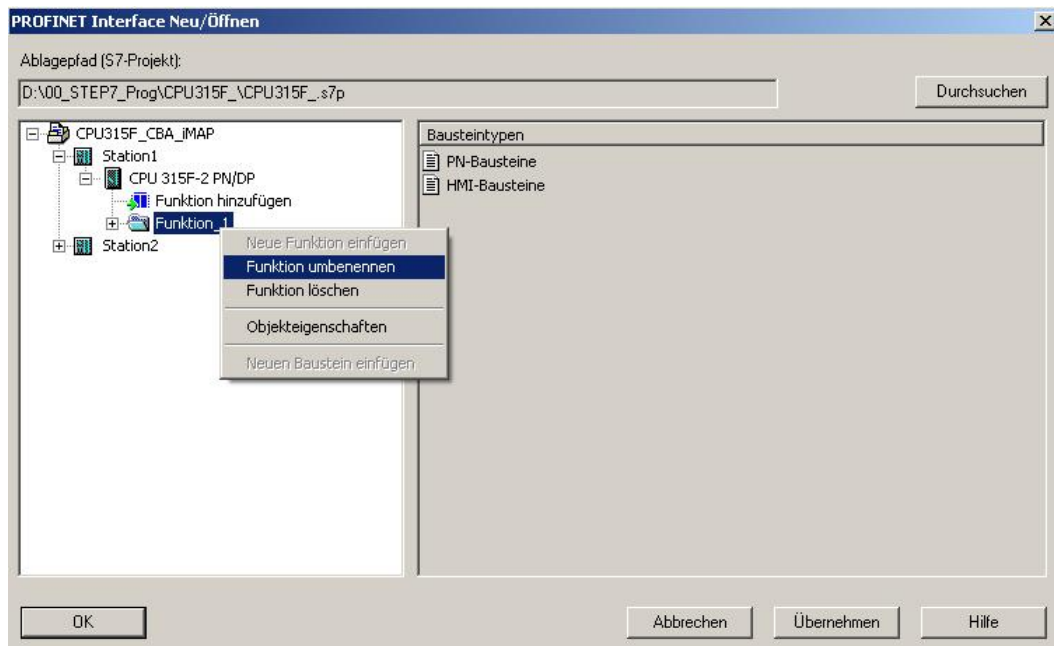 PROFINET Interface Neu/Öffnen
Ablagepfad (S7-Projekt):
D:\00_STEP7_Prog\CPU315F_\CPU315F_.s7p
Durchsuchen
CPU315F_CBA_iMAP
Station1
CPU 315F-2 PN/DP
Funktion hinzufügen
Funktion_1
Station2
Neue Funktion einfügen
Funktion umbenennen
Funktion löschen
Objekteigenschaften
Neuen Baustein einfügen
Bausteintypen
PN-Bausteine
HMI-Bausteine
OK
Abbrechen
Übernehmen
Hilfe